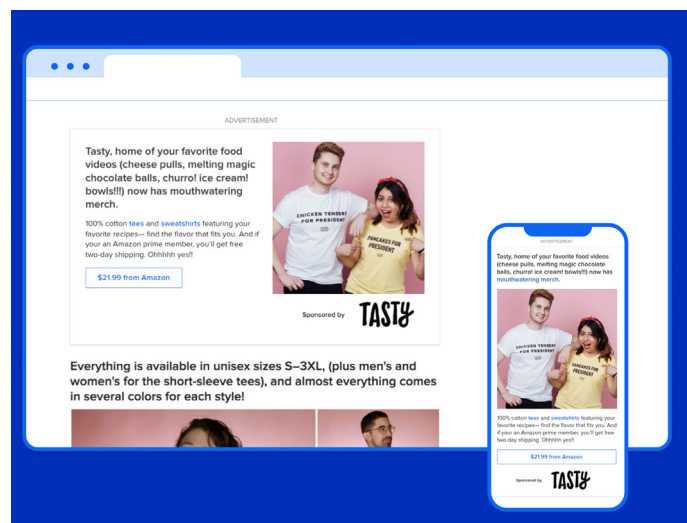 ADVERTISEMENT
Tasty, home of your favorite food
videos (cheese pulls, melting magic
chocolate balls, churro! ice cream!
bowls!!!) now has mouthwatering
merch.
100% cotton tees and sweatshirts featuring your
favorite recipes— find the flavor that fits you. And if
your an Amazon prime member, you'll get free
two-day shipping. Ohhhhh yes!!
$21.99 from Amazon
CHICKEN TENDERS
FOR PRESIDENT
PANCAKES FOR
PRESIDENT
Sponsored by
TASTY
Everything is available in unisex sizes S–3XL, (plus men's and
women's for the short-sleeve tees), and almost everything comes
in several colors for each style!
ADVERTISEMENT
Tasty, home of your favorite food videos
(cheese pulls, melting magic chocolate
balls, churro! ice cream! bowls!!!) now has
mouthwatering merch.
CHICKEN TENDERS
FOR PRESIDENT
PANCAKES FOR
PRESIDENT
100% cotton tees and sweatshirts featuring your
favorite recipes— find the flavor that fits you. And
if your an Amazon prime member, you'll get free
two-day shipping. Ohhhhh yes!!
$21.99 from Amazon
Sponsored by
TASTY